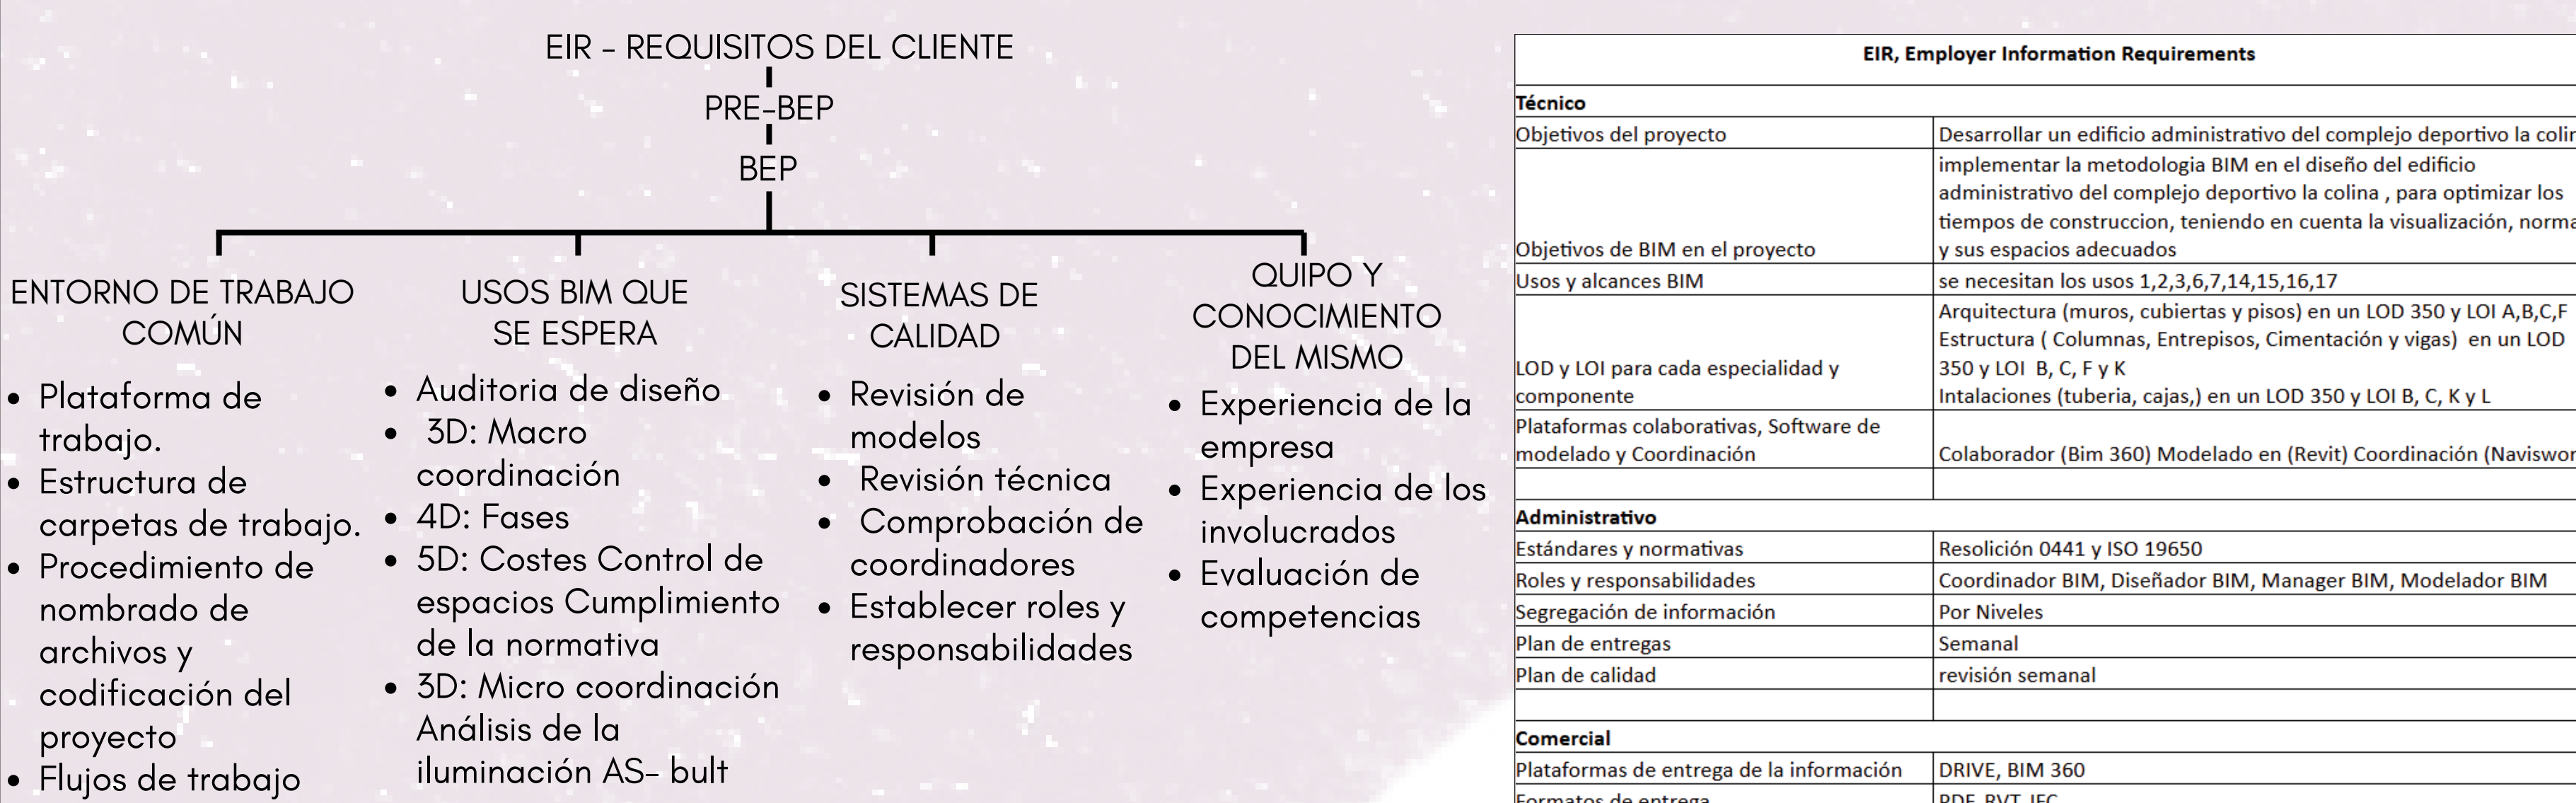 EIR - REQUISITOS DEL CLIENTE
PRE-BEP
BEP
ENTORNO DE TRABAJO
COMÚN
• Plataforma de
trabajo.
• Estructura de
carpetas de trabajo.
• Procedimiento de
nombrado de
archivos y
codificación del
proyecto
• Flujos de trabajo
USOS BIM QUE
SE ESPERA
• Auditoria de diseño
• 3D: Macro
coordinación
• 4D: Fases
• 5D: Costes Control de
espacios Cumplimiento
de la normativa
• 3D: Micro coordinación
Análisis de la
iluminación AS- bult
SISTEMAS DE
CALIDAD
• Revisión de
modelos
• Revisión técnica
• Comprobación de
coordinadores
• Establecer roles y
responsabilidades
QUIPO Y
CONOCIMIENTO
DEL MISMO
• Experiencia de la
empresa
• Experiencia de los
involucrados
• Evaluación de
competencias
EIR, Employer Information Requirements
Técnico
Objetivos del proyecto
Desarrollar un edificio administrativo del complejo deportivo la colin
Objetivos de BIM en el proyecto
implementar la metodologia BIM en el diseño del edificio
administrativo del complejo deportivo la colina , para optimizar los
tiempos de construccion, teniendo en cuenta la visualización, norma
y sus espacios adecuados
Usos y alcances BIM
se necesitan los usos 1,2,3,6,7,14,15,16,17
LOD y LOI para cada especialidad y
componente
Arquitectura (muros, cubiertas y pisos) en un LOD 350 y LOI A,B,C,F
Estructura ( Columnas, Entrepisos, Cimentación y vigas) en un LOD
350 y LOI B, C, F y K
Intalaciones (tuberia, cajas,) en un LOD 350 y LOI B, C, K y L
Plataformas colaborativas, Software de
modelado y Coordinación
Colaborador (Bim 360) Modelado en (Revit) Coordinación (Naviswor
Administrativo
Estándares y normativas
Resolición 0441 y ISO 19650
Roles y responsabilidades
Coordinador BIM, Diseñador BIM, Manager BIM, Modelador BIM
Segregación de información
Por Niveles
Plan de entregas
Semanal
Plan de calidad
revisión semanal
Comercial
Plataformas de entrega de la información
DRIVE, BIM 360
Formatos de entrega
PDF, RVT, IFC